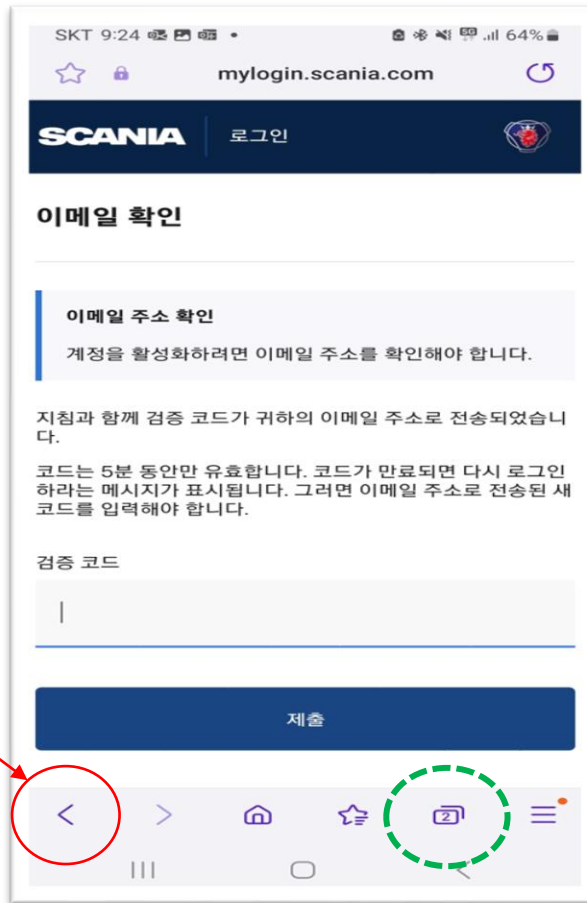 SKT 9:24
64%
mylogin.scania.com
SCANIA
로그인
이메일 확인
이메일 주소 확인
계정을 활성화하려면 이메일 주소를 확인해야 합니다.
지침과 함께 검증 코드가 귀하의 이메일 주소로 전송되었습니
다.
코드는 5분 동안만 유효합니다. 코드가 만료되면 다시 로그인
하라는 메시지가 표시됩니다. 그러면 이메일 주소로 전송된 새
코드를 입력해야 합니다.
검증 코드
제출
2